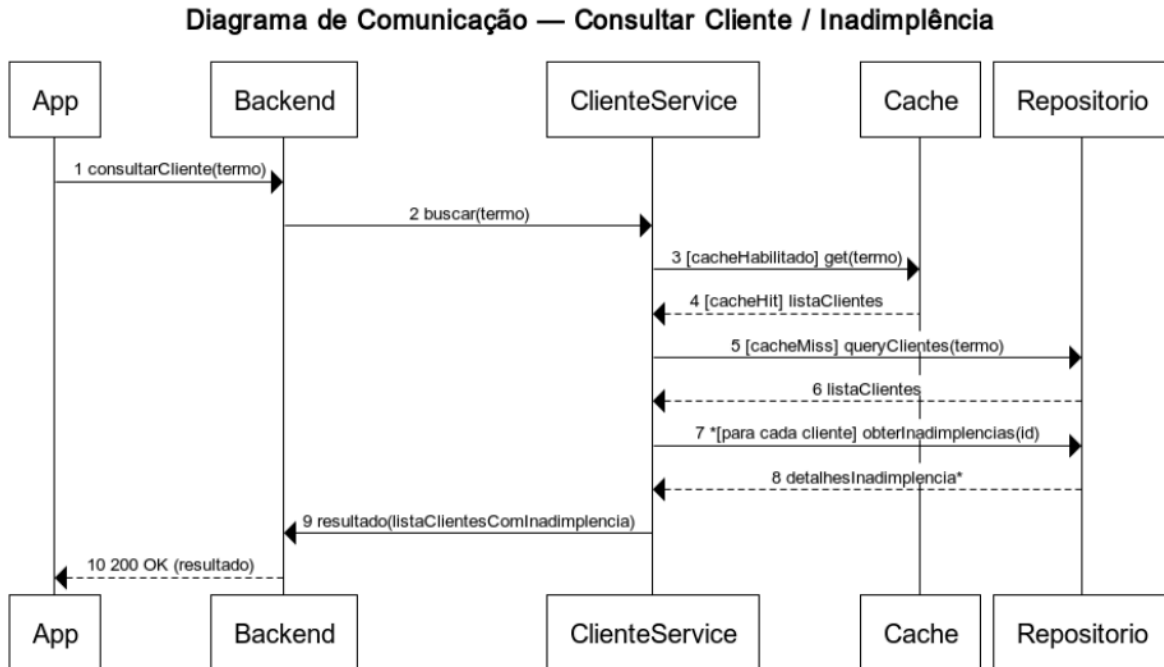 Diagrama de Comunicação — Consultar Cliente / Inadimplência
App
Backend
ClienteService
Cache
Repositorio
1 consultarCliente(termo)
2 buscar(termo)
3 [cacheHabilitado] get(termo)
4 [cacheHit] listaClientes
5 [cacheMiss] queryClientes(termo)
6 listaClientes
7 *[para cada cliente] obterInadimplencias(id)
8 detalhesInadimplencia*
9 resultado(listaClientesComInadimplencia)
10 200 OK (resultado)
App
Backend
ClienteService
Cache
Repositorio